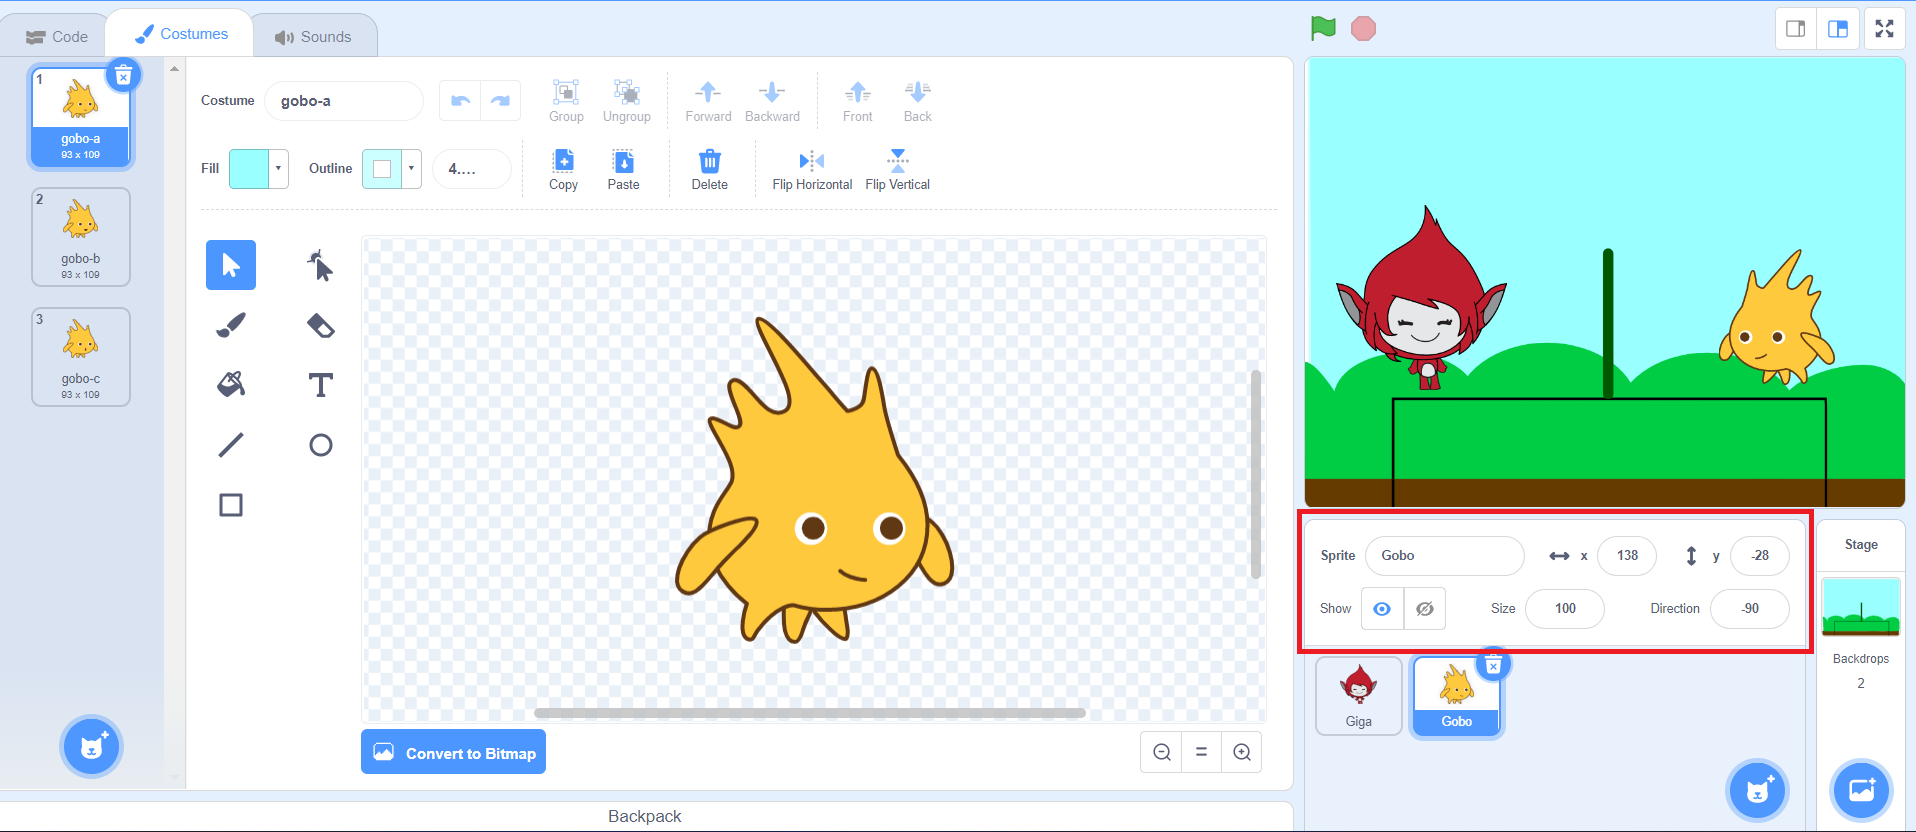 Code
Costumes
Sounds
1
gobo-a
93 x 109
2
gobo-b
93 x 109
3
gobo-c
93 x 109
Costume
gobo-a
Group
Ungroup
Forward
Backward
Front
Back
Fill
Outline
4....
Copy
Paste
Delete
Flip Horizontal
Flip Vertical
T
Convert to Bitmap
=
Backpack
Sprite
Gobo
x
138
y
-28
Show
Size
100
Direction
-90
Giga
Gobo
Stage
Backdrops
2